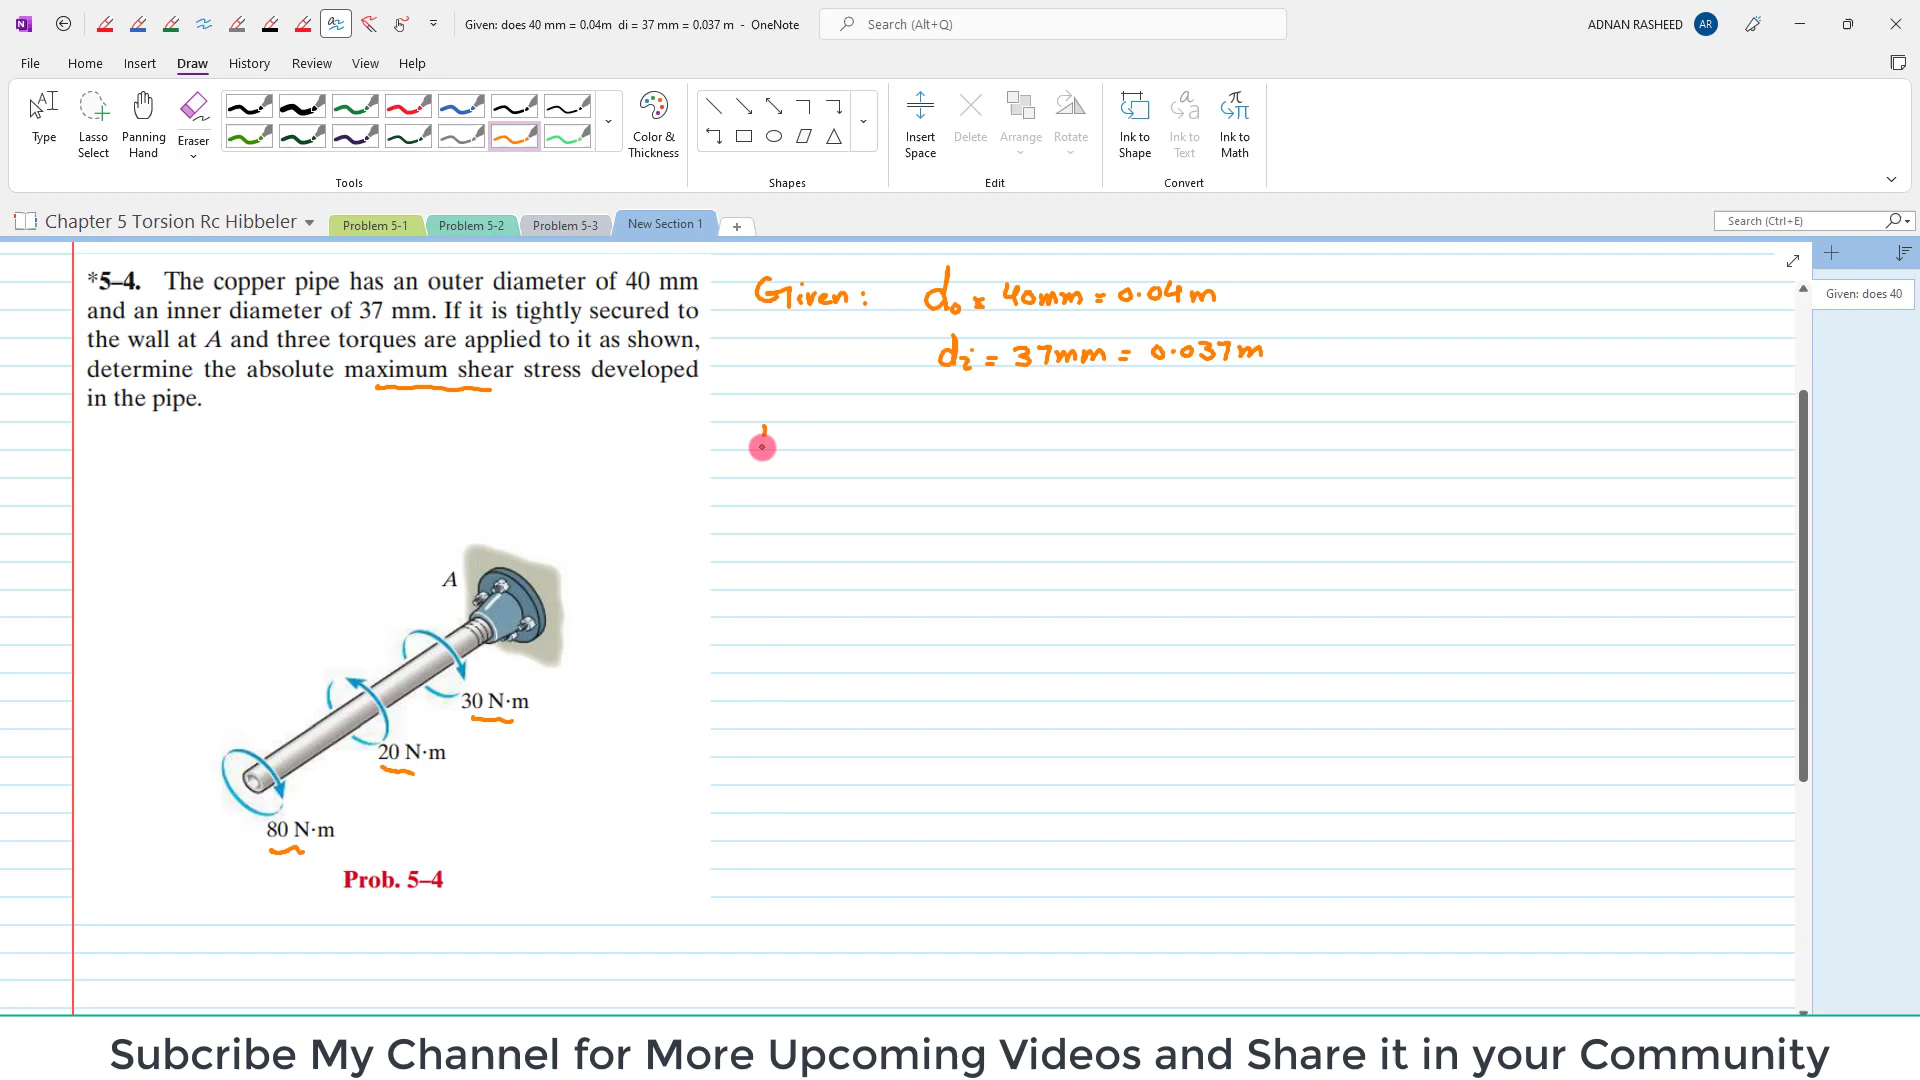 Given: does 40 mm = 0.04m  di = 37 mm = 0.037 m - OneNote
Search (Alt+Q)
ADNAN RASHEED
AR
File
Home
Insert
Draw
History
Review
View
Help
Type
Lasso
Select
Panning
Hand
Eraser
Color &
Thickness
Insert
Space
Delete
Arrange
Rotate
Ink to
Shape
Ink to
Text
Ink to
Math
Tools
Shapes
Edit
Convert
Chapter 5 Torsion Rc Hibbeler
Problem 5-1
Problem 5-2
Problem 5-3
New Section 1
Search (Ctrl+E)
Given: does 40
*5–4. The copper pipe has an outer diameter of 40 mm
and an inner diameter of 37 mm. If it is tightly secured to
the wall at A and three torques are applied to it as shown,
determine the absolute maximum shear stress developed
in the pipe.
Given: do = 40mm = 0.04m
di = 37mm = 0.037m
A
30 N·m
20 N·m
80 N·m
Prob. 5–4
Subcribe My Channel for More Upcoming Videos and Share it in your Community